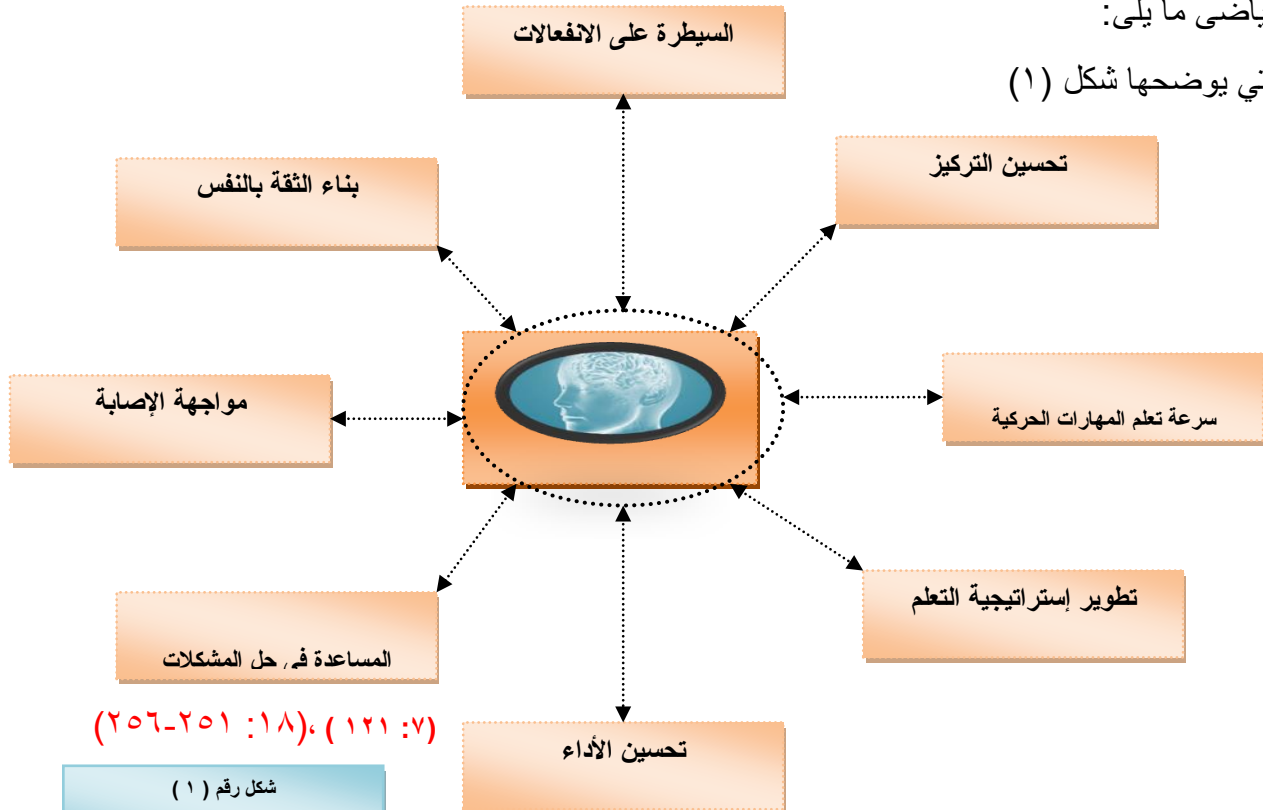 ياضى ما يلى:
تي يوضحها شكل (١)
السيطرة على الانفعالات
تحسين التركيز
بناء الثقة بالنفس
سرعة تعلم المهارات الحركية
مواجهة الإصابة
تطوير إستراتيجية التعلم
المساعدة في حل المشكلات
تحسين الأداء
(٧: ١٢١ )،(١٨: ٢٥١-٢٥٦)
شكل رقم ( ١ )